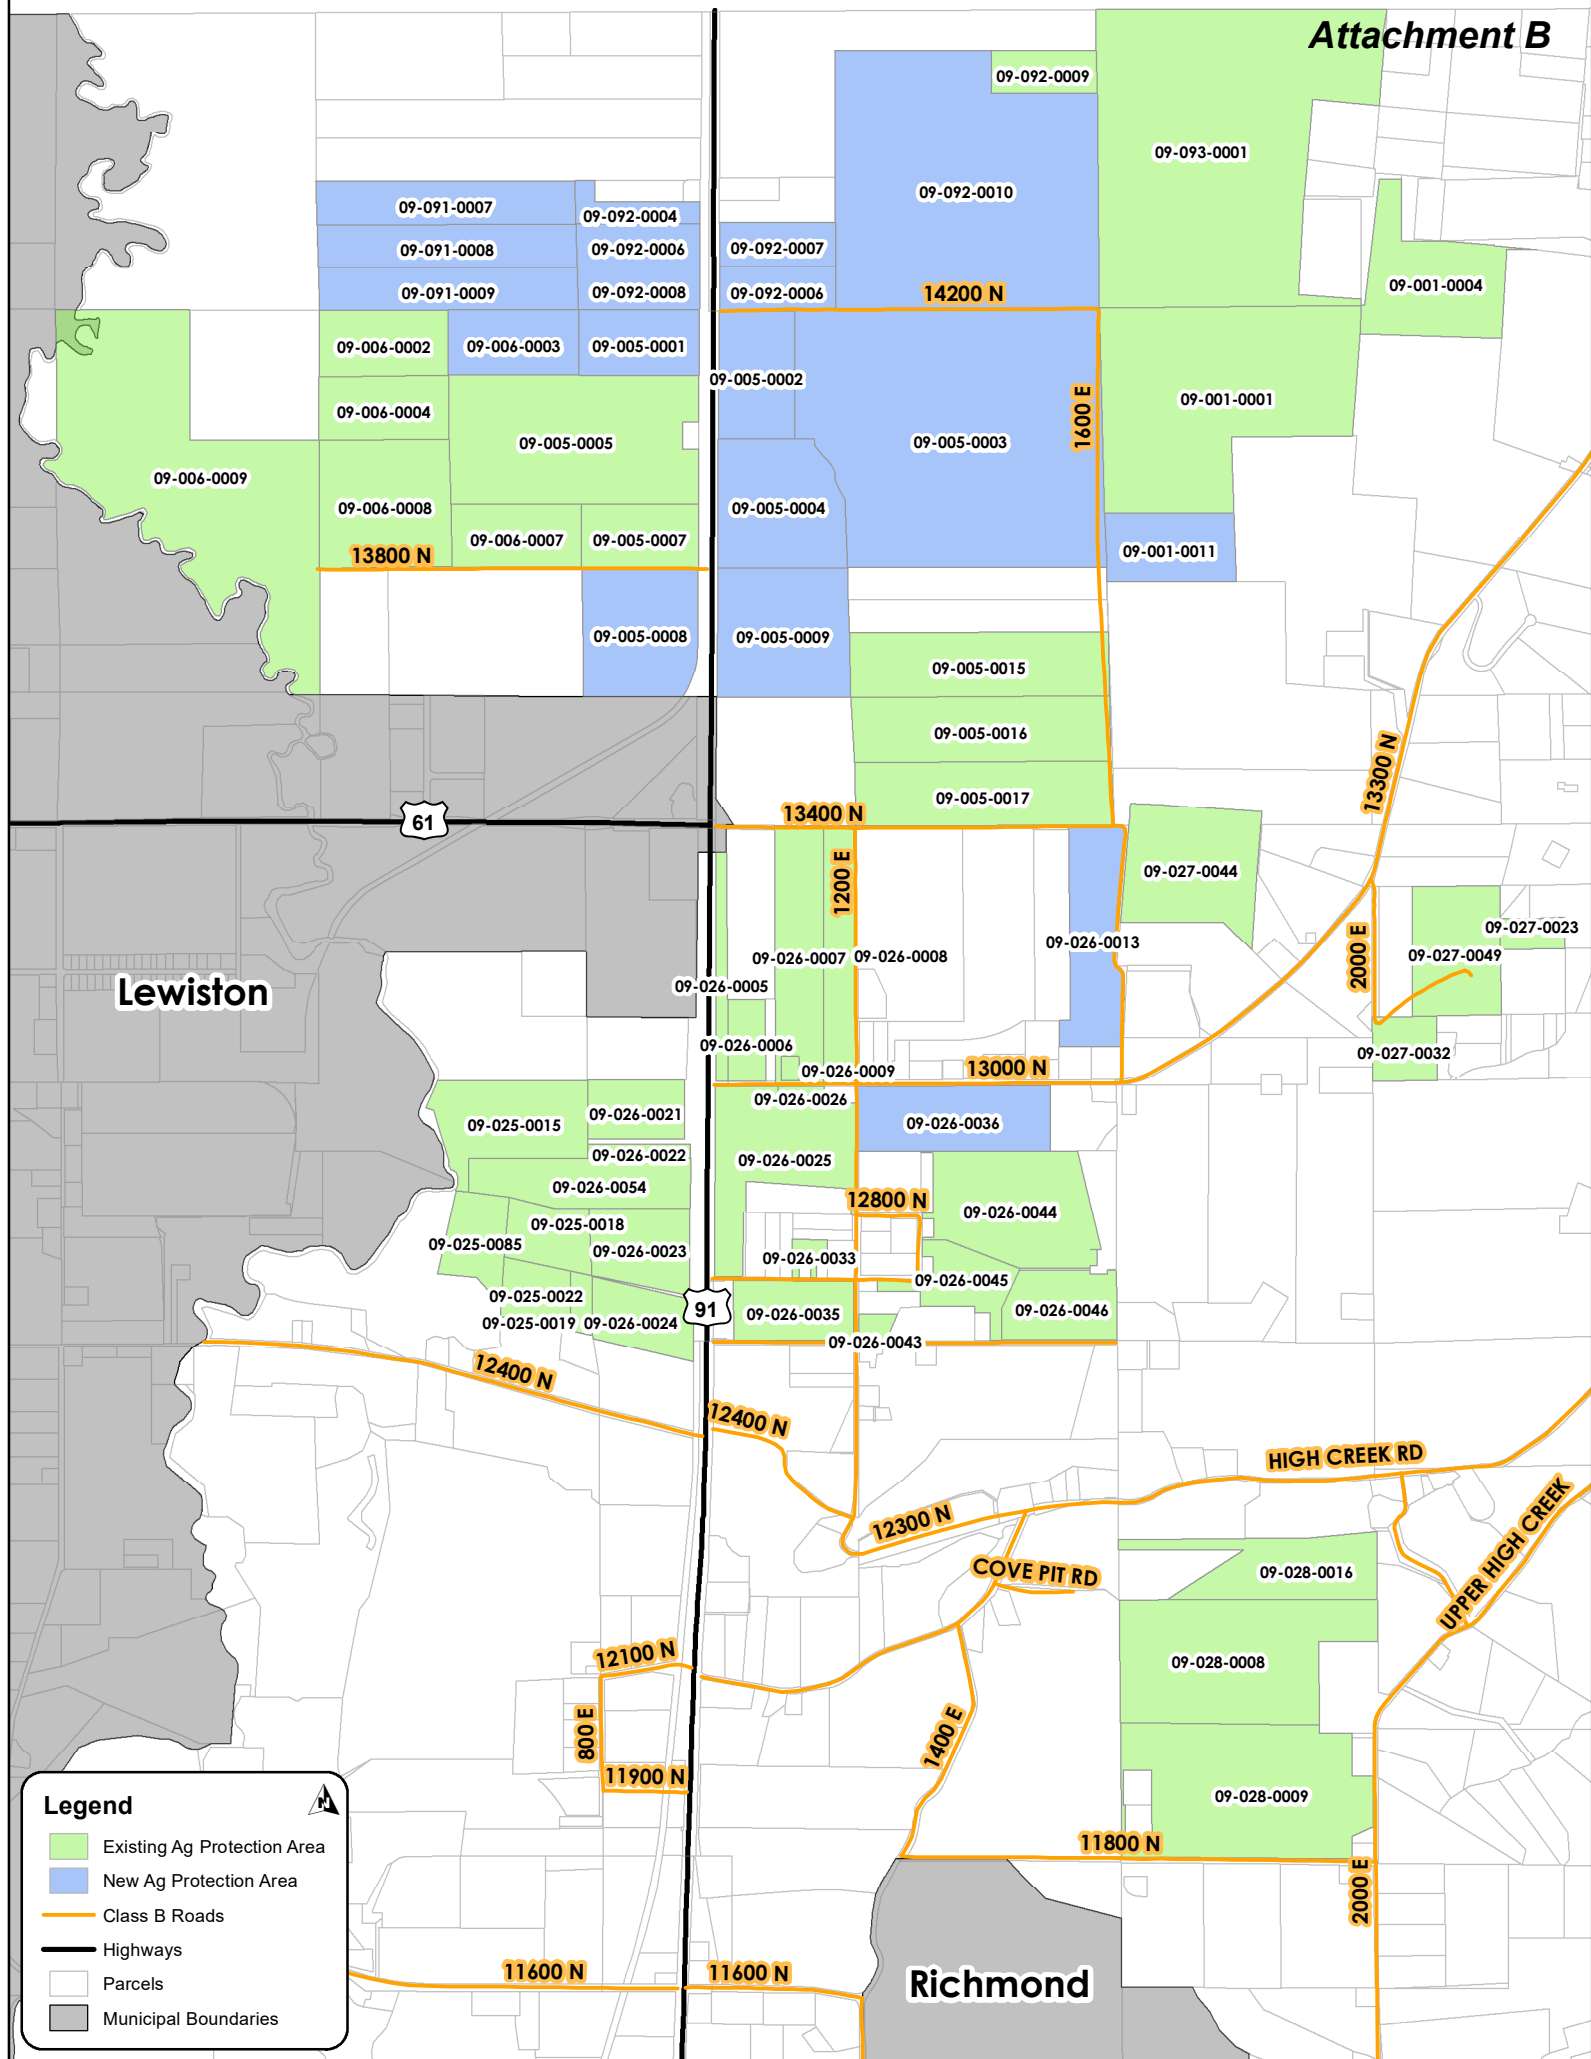 Attachment B
09-092-0009
09-093-0001
09-092-0010
09-091-0007
09-092-0004
09-091-0008
09-092-0006
09-092-0007
09-001-0004
09-091-0009
09-092-0008
09-092-0006
14200 N
09-006-0002
09-006-0003
09-005-0001
09-005-0002
09-001-0001
09-006-0004
1600 E
09-005-0005
09-005-0003
09-006-0009
09-006-0008
09-005-0004
09-006-0007
09-005-0007
09-001-0011
13800 N
09-005-0008
09-005-0009
09-005-0015
09-005-0016
13300 N
09-005-0017
13400 N
61
1200 E
09-027-0044
09-027-0023
09-026-0013
09-026-0007
09-026-0008
2000 E
09-027-0049
Lewiston
09-026-0005
09-026-0006
09-027-0032
09-026-0009
13000 N
09-026-0026
09-026-0021
09-025-0015
09-026-0036
09-026-0022
09-026-0025
09-026-0054
12800 N
09-026-0044
09-025-0018
09-025-0085
09-026-0023
09-026-0033
09-026-0045
09-025-0022
91
09-026-0046
09-026-0035
09-025-0019
09-026-0024
09-026-0043
12400 N
12400 N
HIGH CREEK RD
12300 N
UPPER HIGH CREEK
COVE PIT RD
09-028-0016
12100 N
09-028-0008
800 E
1400 E
11900 N
09-028-0009
11800 N
2000 E
11600 N
11600 N
Richmond
Legend
N
Existing Ag Protection Area
New Ag Protection Area
Class B Roads
Highways
Parcels
Municipal Boundaries